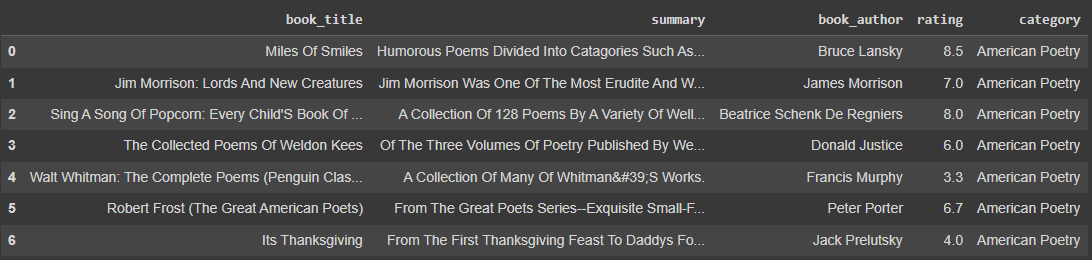 book_title summary book_author rating category
0 Miles Of Smiles Humorous Poems Divided Into Catagories Such As... Bruce Lansky 8.5 American Poetry
1 Jim Morrison: Lords And New Creatures Jim Morrison Was One Of The Most Erudite And W... James Morrison 7.0 American Poetry
2 Sing A Song Of Popcorn: Every Child'S Book Of ... A Collection Of 128 Poems By A Variety Of Well... Beatrice Schenk De Regniers 8.0 American Poetry
3 The Collected Poems Of Weldon Kees Of The Three Volumes Of Poetry Published By We... Donald Justice 6.0 American Poetry
4 Walt Whitman: The Complete Poems (Penguin Clas... A Collection Of Many Of Whitman&#39;S Works. Francis Murphy 3.3 American Poetry
5 Robert Frost (The Great American Poets) From The Great Poets Series--Exquisite Small-F... Peter Porter 6.7 American Poetry
6 Its Thanksgiving From The First Thanksgiving Feast To Daddys Fo... Jack Prelutsky 4.0 American Poetry